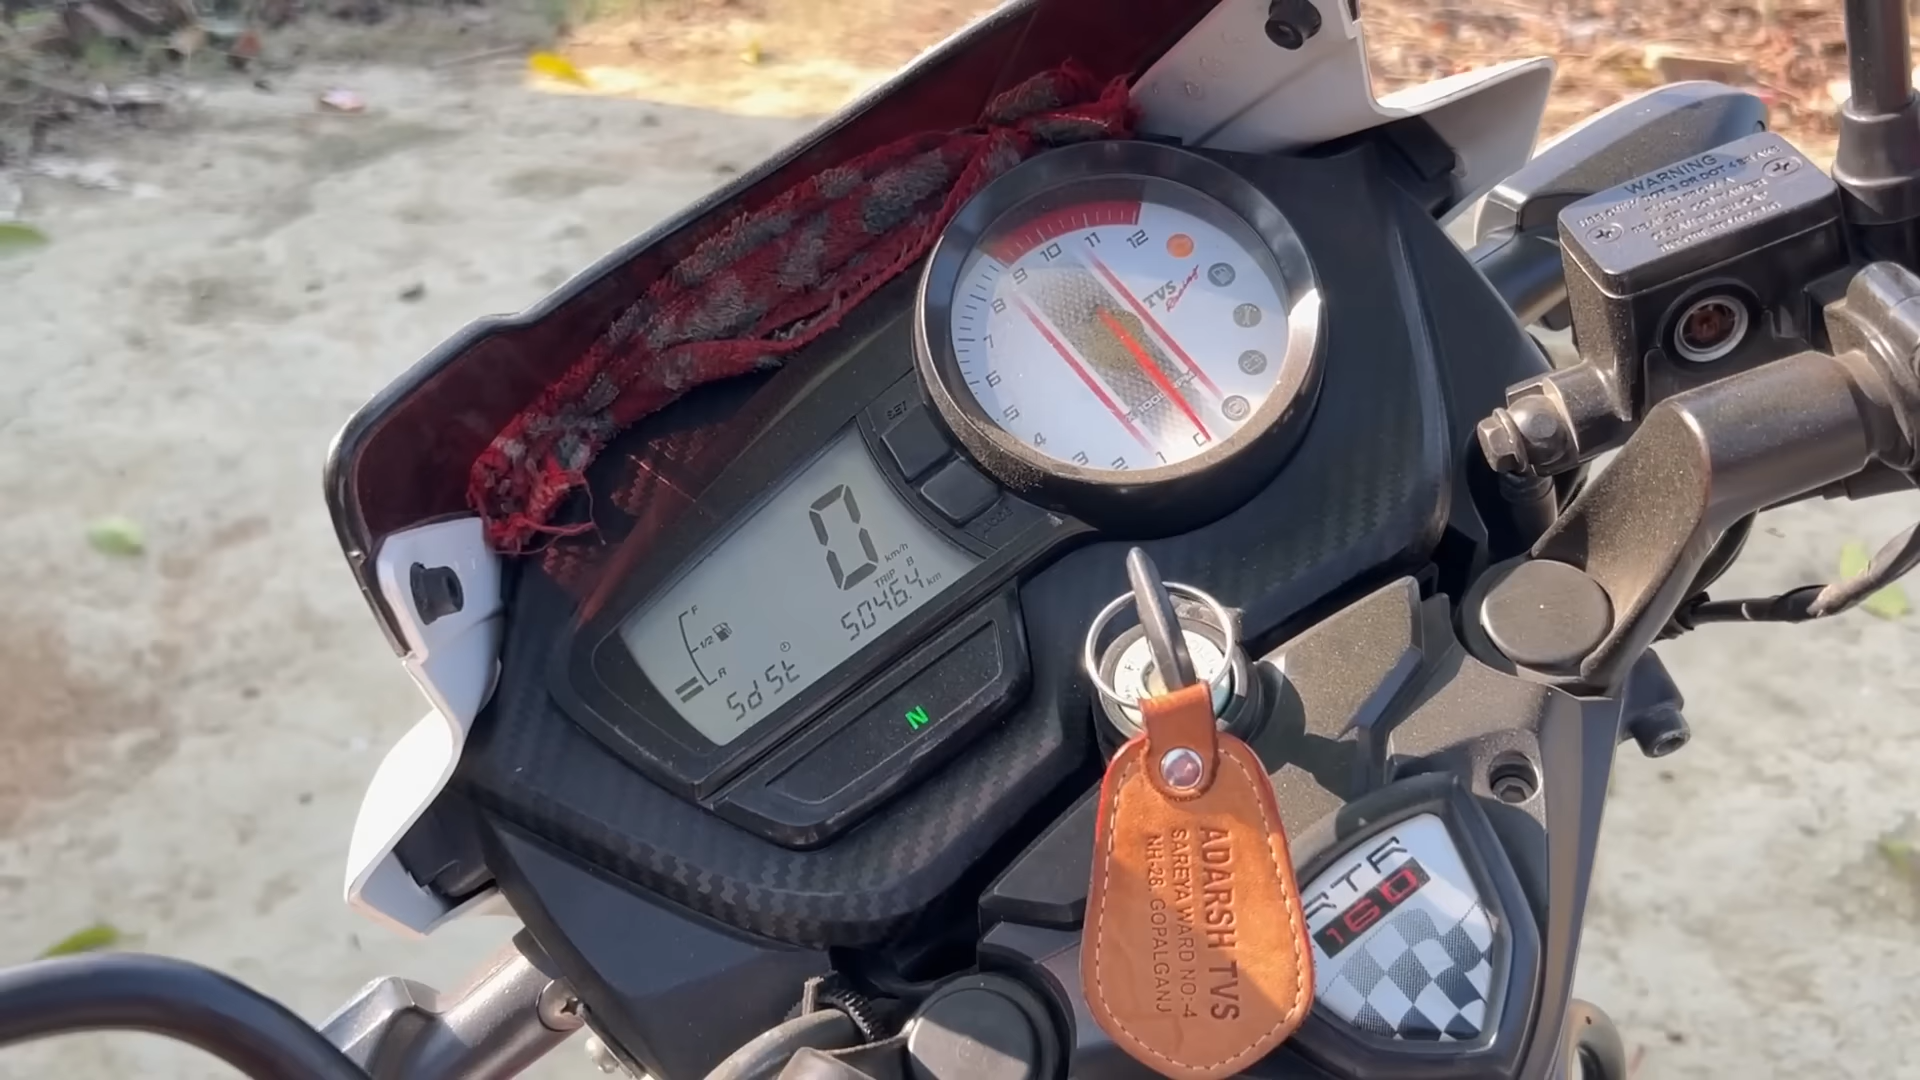 WARNING
12
11
10
9
8
7
6
5
4
3
2
1
0
TVS
Racing
SET
0
km/h
TRIP B
5046.4 km
F
1/2
R
N
ADARSH TVS
SAREYA WARD NO:-4
NH-28, GOPALGANJ
RTR
160